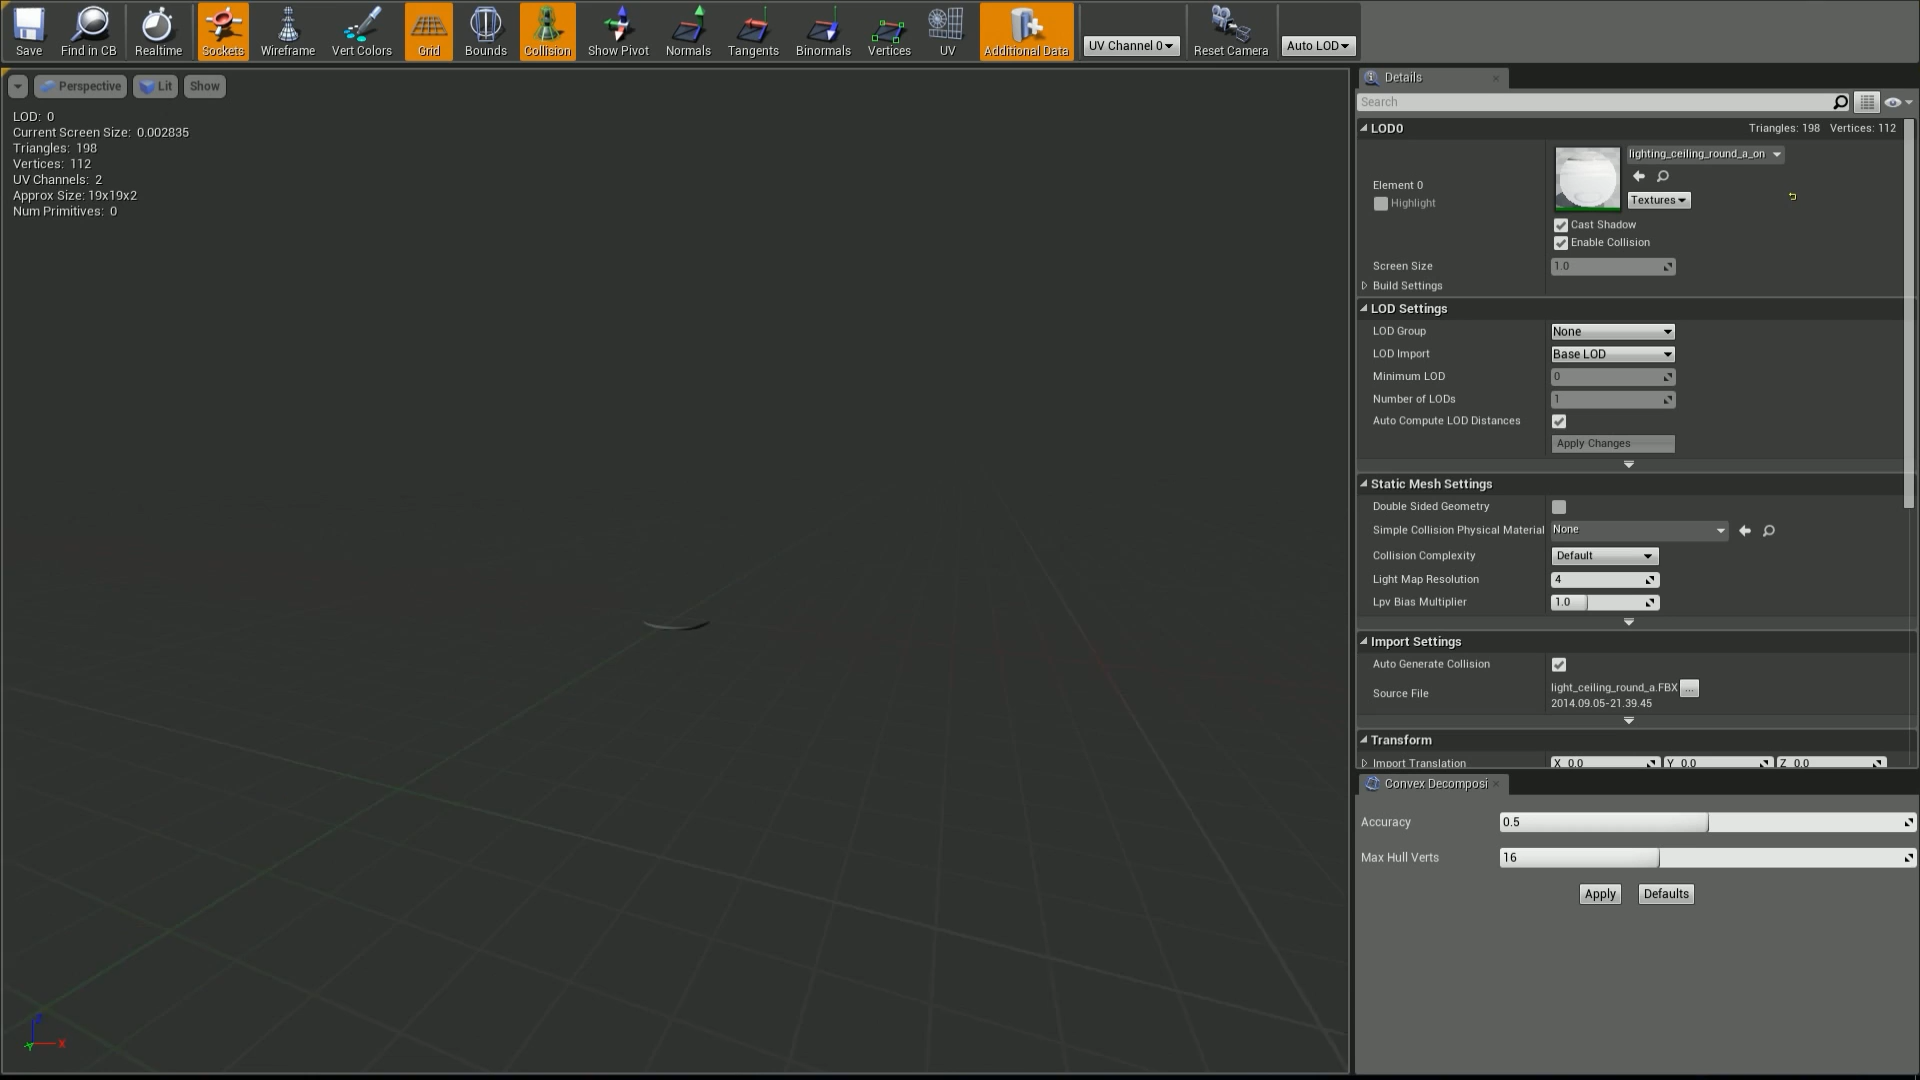 Save Find in CB Realtime Sockets Wireframe Vert Colors Grid Bounds Collision Show Pivot Normals Tangents Binormals Vertices UV Additional Data UV Channel 0 Reset Camera Auto LOD
Perspective Lit Show
LOD: 0
Current Screen Size: 0.002835
Triangles: 198
Vertices: 112
UV Channels: 2
Approx Size: 19x19x2
Num Primitives: 0
X
Y
Z
Details
Search
LOD0 Triangles: 198 Vertices: 112
lighting_ceiling_round_a_on
Element 0
Highlight
Textures
Cast Shadow
Enable Collision
Screen Size 1.0
Build Settings
LOD Settings
LOD Group None
LOD Import Base LOD
Minimum LOD 0
Number of LODs 1
Auto Compute LOD Distances
Apply Changes
Static Mesh Settings
Double Sided Geometry
Simple Collision Physical Material None
Collision Complexity Default
Light Map Resolution 4
Lpv Bias Multiplier 1.0
Import Settings
Auto Generate Collision
Source File light_ceiling_round_a.FBX ...
2014.09.05-21.39.45
Transform
Import Translation X 0.0 Y 0.0 Z 0.0
Convex Decomposi
Accuracy 0.5
Max Hull Verts 16
Apply Defaults